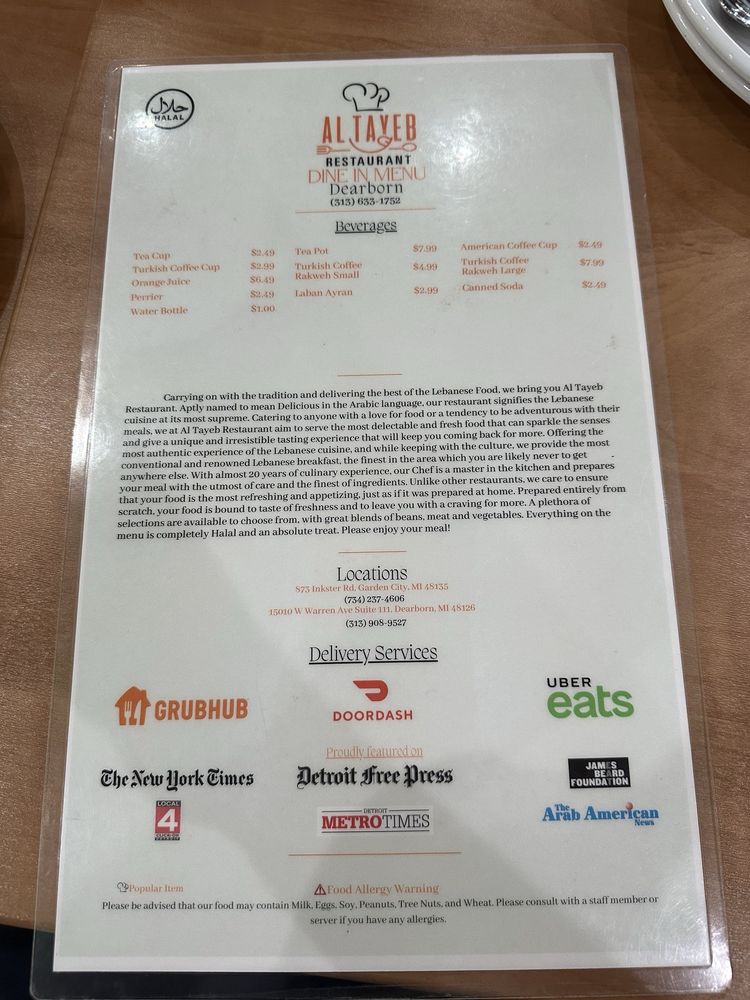 حلال
HALAL
AL TAYEB
RESTAURANT
DINE IN MENU
Dearborn
(313) 633-1752
Beverages
Tea Cup $2.49
Turkish Coffee Cup $2.99
Orange Juice $6.49
Perrier $2.49
Water Bottle $1.00
Tea Pot $7.99
Turkish Coffee
Rakweh Small $4.99
Laban Ayran $2.99
American Coffee Cup $2.49
Turkish Coffee
Rakweh Large $7.99
Canned Soda $2.49
Carrying on with the tradition and delivering the best of the Lebanese Food, we bring you Al Tayeb
Restaurant. Aptly named to mean Delicious in the Arabic language, our restaurant signifies the Lebanese
cuisine at its most supreme. Catering to anyone with a love for food or a tendency to be adventurous with their
meals, we at Al Tayeb Restaurant aim to serve the most delectable and fresh food that can sparkle the senses
and give a unique and irresistible tasting experience that will keep you coming back for more. Offering the
most authentic experience of the Lebanese cuisine, and while keeping with the culture, we provide the most
conventional and renowned Lebanese breakfast, the finest in the area which you are likely never to get
anywhere else. With almost 20 years of culinary experience, our Chef is a master in the kitchen and prepares
your meal with the utmost of care and the finest of ingredients. Unlike other restaurants, we care to ensure
that your food is the most refreshing and appetizing, just as if it was prepared at home. Prepared entirely from
scratch, your food is bound to taste of freshness and to leave you with a craving for more. A plethora of
selections are available to choose from, with great blends of beans, meat and vegetables. Everything on the
menu is completely Halal and an absolute treat. Please enjoy your meal!
Locations
873 Inkster Rd, Garden City, MI 48135
(734) 237-4606
15010 W Warren Ave Suite 111, Dearborn, MI 48126
(313) 908-9527
Delivery Services
GRUBHUB
DOORDASH
UBER
eats
Proudly featured on
The New York Times
Detroit Free Press
JAMES
BEARD
FOUNDATION
LOCAL
4
CLICK ON
DETROIT
DETROIT
METROTIMES
The
Arab American
News
Popular Item
Food Allergy Warning
Please be advised that our food may contain Milk, Eggs, Soy, Peanuts, Tree Nuts, and Wheat. Please consult with a staff member or
server if you have any allergies.